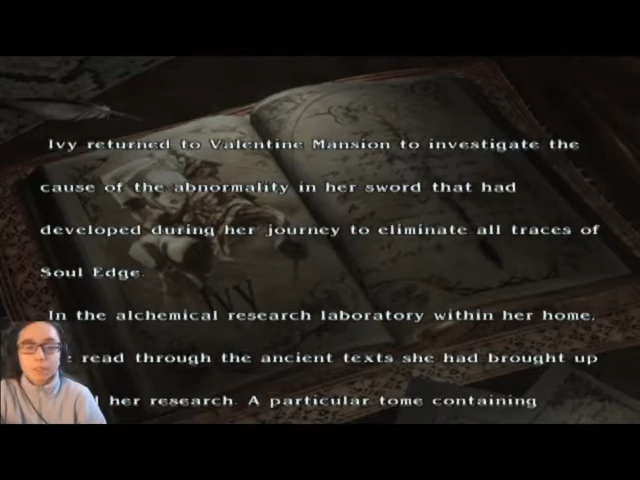 Ivy returned to Valentine Mansion to investigate the
cause of the abnormality in her sword that had
developed during her journey to eliminate all traces of
Soul Edge.
In the alchemical research laboratory within her home,
read through the ancient texts she had brought up
her research. A particular tome containing
Ivy